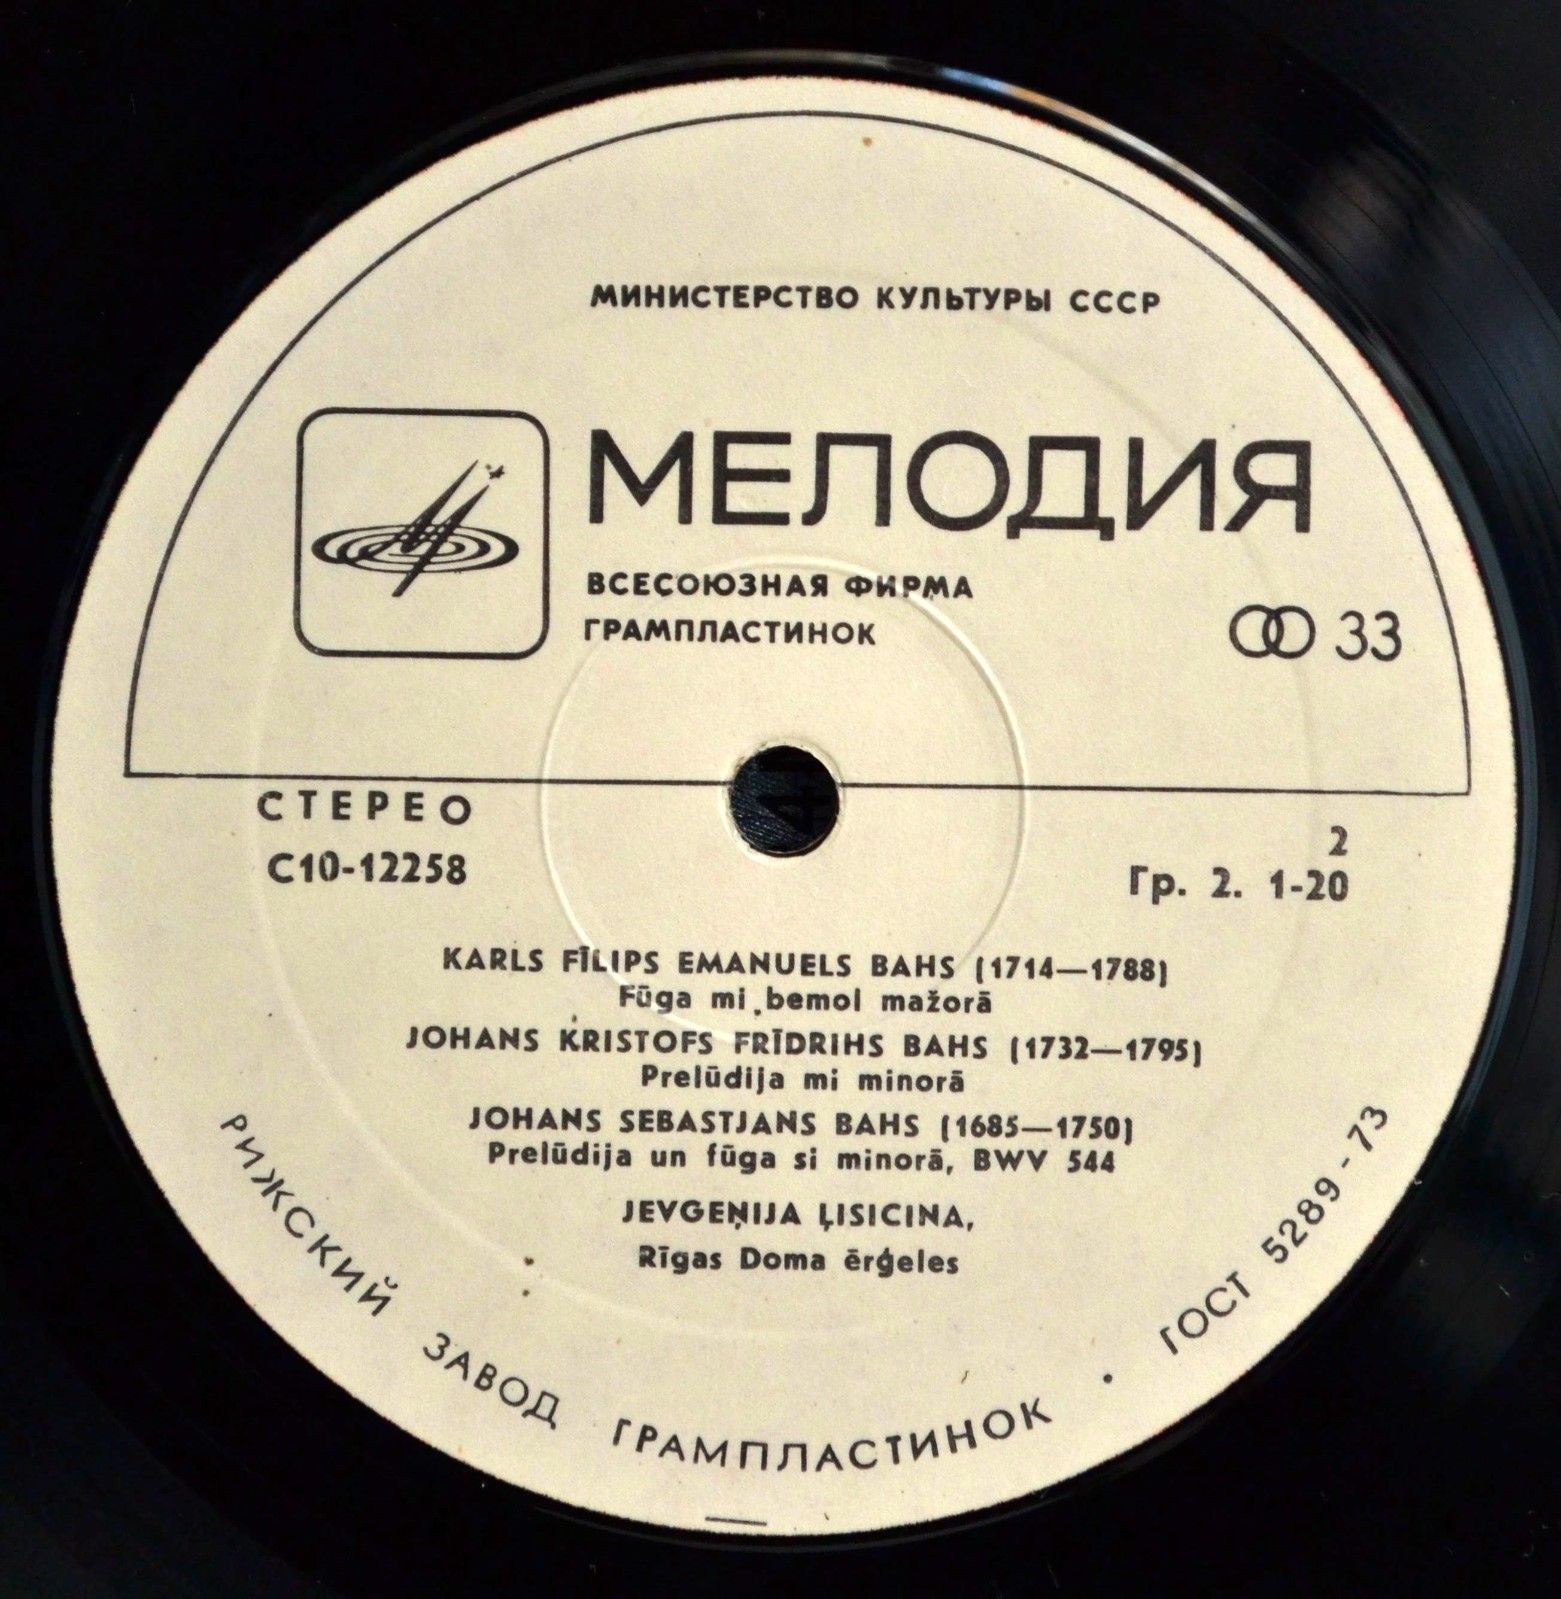 МИНИСТЕРСТВО КУЛЬТУРЫ СССР
МЕЛОДИЯ
ВСЕСОЮЗНАЯ ФИРМА
ГРАМПЛАСТИНОК
33
СТЕРЕО
2
С10-12258
Гр. 2. 1-20
KARLS FĪLIPS EMANUELS BAHS (1714—1788)
Fūga mi bemol mažorā
JOHANS KRISTOFS FRĪDRIHS BAHS (1732—1795)
Prelūdija mi minorā
JOHANS SEBASTJANS BAHS (1685—1750)
Prelūdija un fūga si minorā, BWV 544
JEVGEŅIJA ĻISICINA,
Rīgas Doma ērģeles
РИЖСКИЙ ЗАВОД ГРАМПЛАСТИНОК • ГОСТ 5289-73